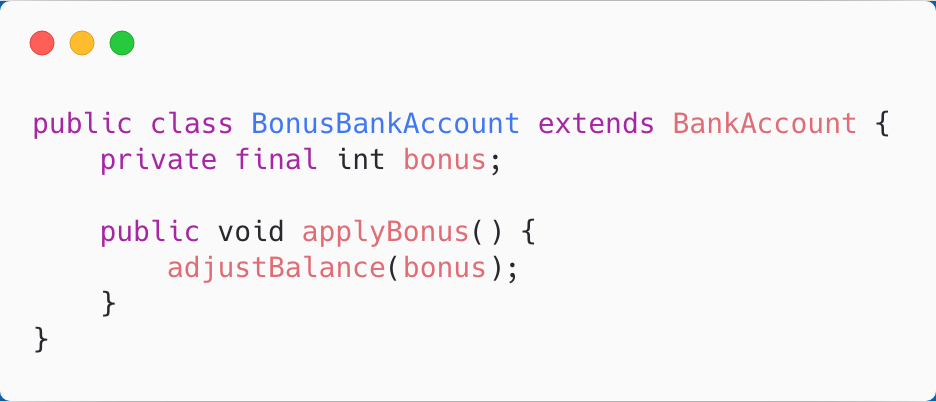 public class BonusBankAccount extends BankAccount {
    private final int bonus;

    public void applyBonus() {
        adjustBalance(bonus);
    }
}